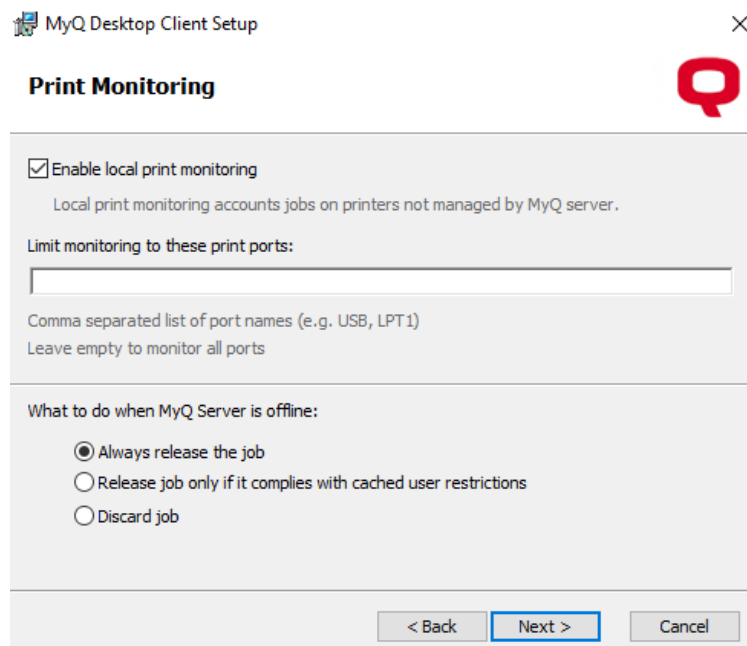 MyQ Desktop Client Setup
Print Monitoring
Enable local print monitoring
Local print monitoring accounts jobs on printers not managed by MyQ server.
Limit monitoring to these print ports:
Comma separated list of port names (e.g. USB, LPT1)
Leave empty to monitor all ports
What to do when MyQ Server is offline:
Always release the job
Release job only if it complies with cached user restrictions
Discard job
< Back Next > Cancel